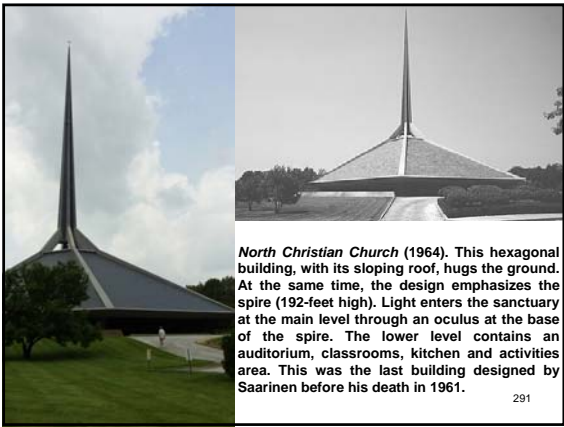 North Christian Church (1964). This hexagonal
building, with its sloping roof, hugs the ground.
At the same time, the design emphasizes the
spire (192-feet high). Light enters the sanctuary
at the main level through an oculus at the base
of the spire. The lower level contains an
auditorium, classrooms, kitchen and activities
area. This was the last building designed by
Saarinen before his death in 1961.
291